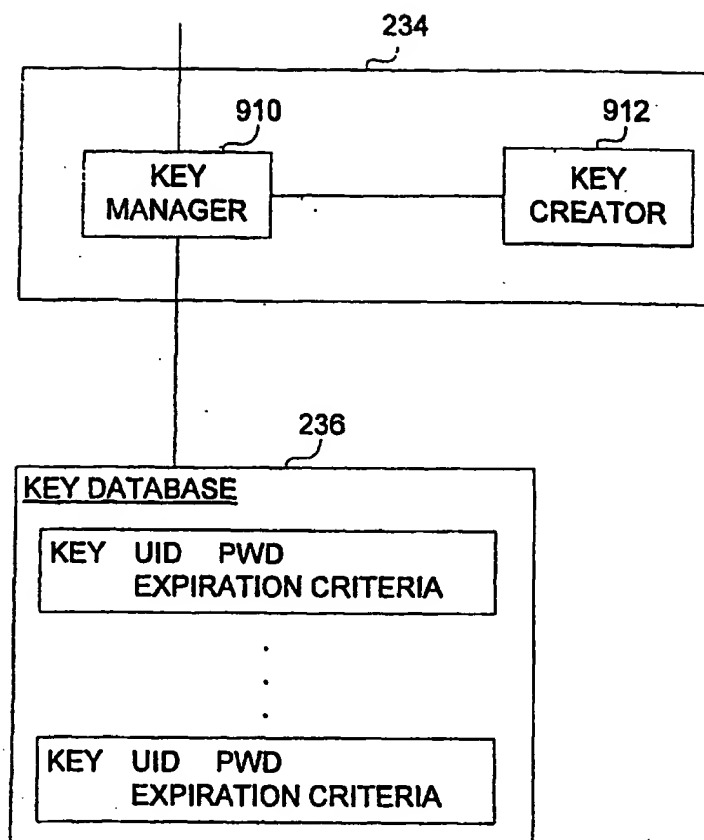 234
910
912
KEY
MANAGER
KEY
CREATOR
236
KEY DATABASE
KEY UID PWD
EXPIRATION CRITERIA
KEY UID PWD
EXPIRATION CRITERIA